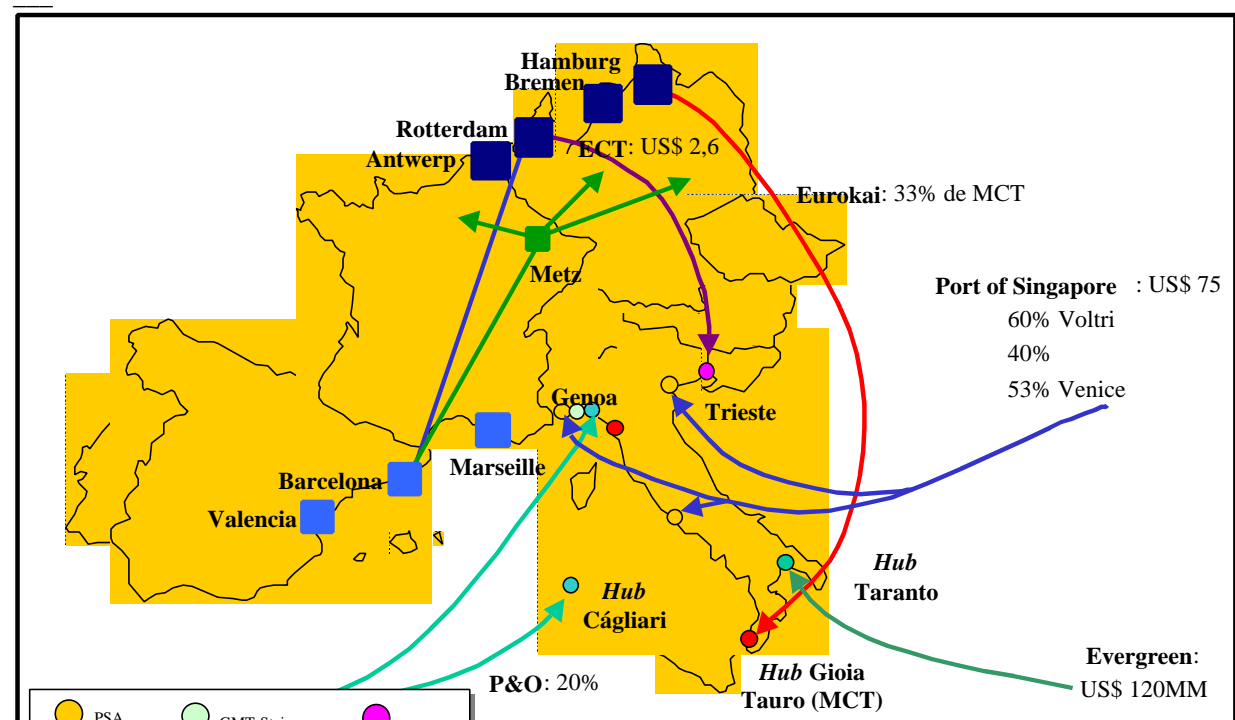 Hamburg
Bremen
Rotterdam
ECT: US$ 2,6
Antwerp
Eurokai: 33% de MCT
Metz
Port of Singapore : US$ 75
60% Voltri
40%
53% Venice
Genoa
Trieste
Marseille
Barcelona
Valencia
Hub
Taranto
Hub
Cágliari
Evergreen:
US$ 120MM
P&O: 20%
Hub Gioia
Tauro (MCT)
PSA